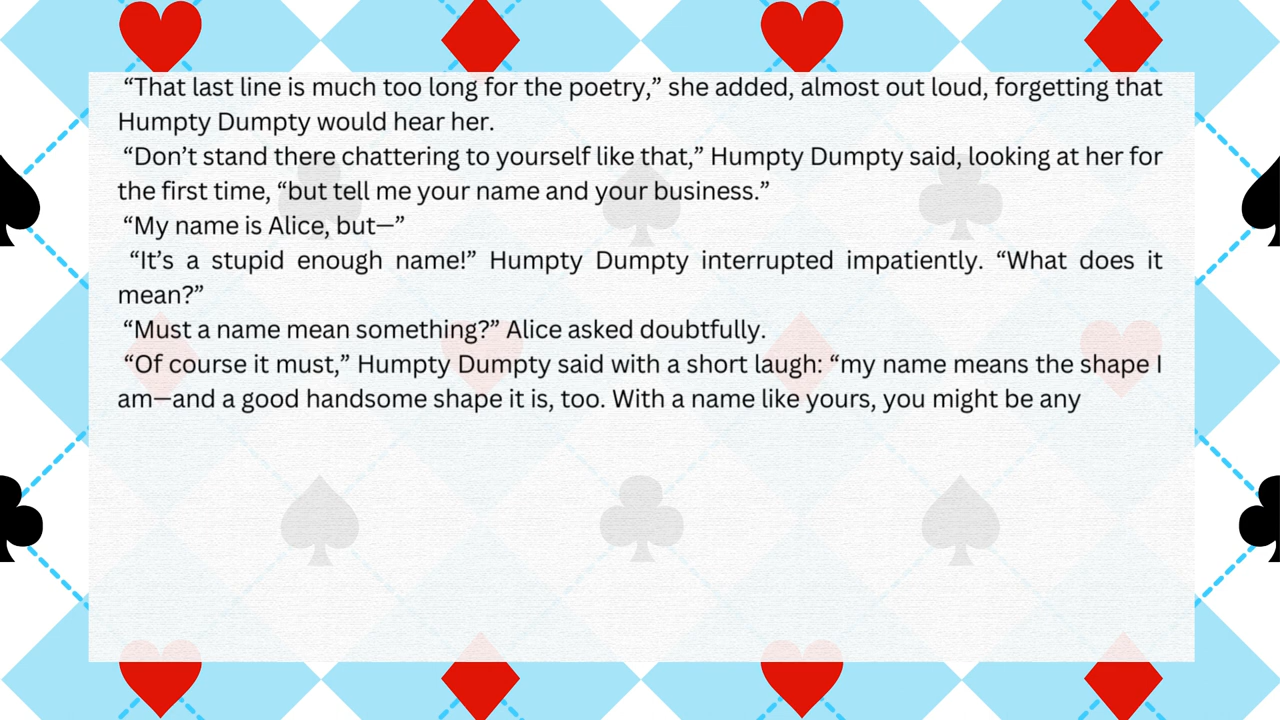 “That last line is much too long for the poetry,” she added, almost out loud, forgetting that
Humpty Dumpty would hear her.
“Don’t stand there chattering to yourself like that,” Humpty Dumpty said, looking at her for
the first time, “but tell me your name and your business.”
“My name is Alice, but—”
“It’s a stupid enough name!” Humpty Dumpty interrupted impatiently. “What does it
mean?”
“Must a name mean something?” Alice asked doubtfully.
“Of course it must,” Humpty Dumpty said with a short laugh: “my name means the shape I
am—and a good handsome shape it is, too. With a name like yours, you might be any